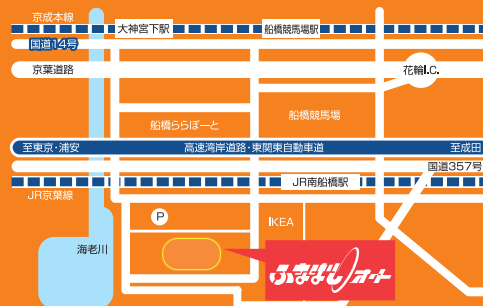 京成本線
大神宮下駅
船橋競馬場駅
国道14号
京葉道路
花輪I.C.
船橋ららぽーと
船橋競馬場
至東京・浦安
高速湾岸道路・東関東自動車道
至成田
国道357号
JR南船橋駅
JR京葉線
P
IKEA
海老川
ふなばしオート